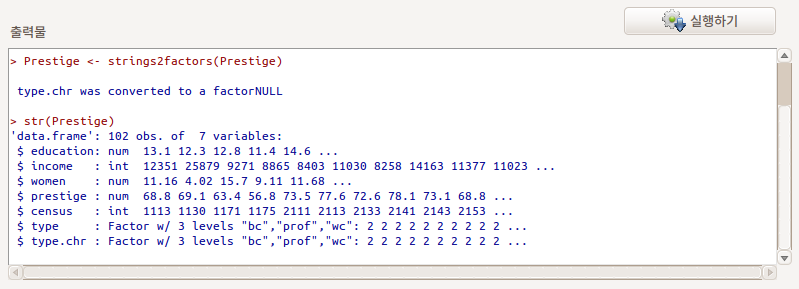 실행하기
출력물
> Prestige <- strings2factors(Prestige)
 type.chr was converted to a factorNULL
> str(Prestige)
'data.frame': 102 obs. of  7 variables:
 $ education: num  13.1 12.3 12.8 11.4 14.6 ...
 $ income   : int  12351 25879 9271 8865 8403 11030 8258 14163 11377 11023 ...
 $ women    : num  11.16 4.02 15.7 9.11 11.68 ...
 $ prestige : num  68.8 69.1 63.4 56.8 73.5 77.6 72.6 78.1 73.1 68.8 ...
 $ census   : int  1113 1130 1171 1175 2111 2113 2133 2141 2143 2153 ...
 $ type     : Factor w/ 3 levels "bc","prof","wc": 2 2 2 2 2 2 2 2 2 2 ...
 $ type.chr : Factor w/ 3 levels "bc","prof","wc": 2 2 2 2 2 2 2 2 2 2 ...